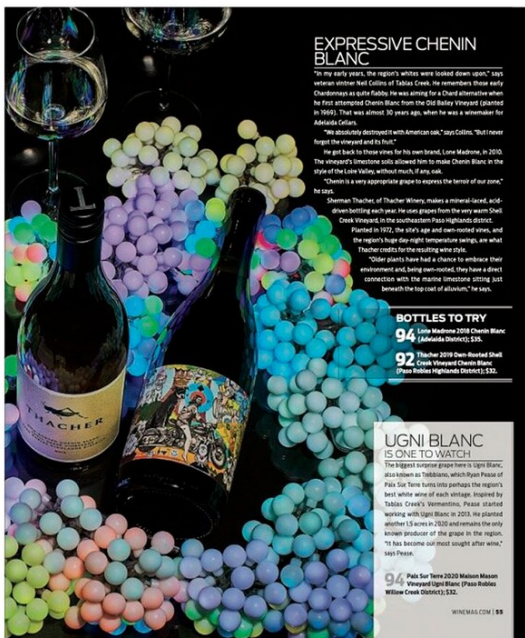 EXPRESSIVE CHENIN
BLANC
"In my early years, the region's whites were looked down upon," says
veteran vintner Neil Collins of Tablas Creek. He remembers those early
Chardonnays as quite flabby. He was aiming for a Chard alternative when
he first attempted Chenin Blanc from the Old Bailey Vineyard (planted
in 1969). That was almost 30 years ago, when he was a winemaker for
Adelaida Cellars.
"We absolutely destroyed it with American oak," says Collins. "But I never
forgot the vineyard and its fruit."
He got back to those vines for his own brand, Lone Madrone, in 2010.
The vineyard's limestone soils allowed him to make Chenin Blanc in the
style of the Loire Valley, without much, if any, oak.
"Chenin is a very appropriate grape to express the terroir of our zone,"
he says.
Sherman Thacher, of Thacher Winery, makes a mineral-laced, acid-
driven bottling each year. He uses grapes from the very warm Shell
Creek Vineyard, in the southeastern Paso Highlands district.
Planted in 1972, the site's age and own-rooted vines, and
the region's huge day-night temperature swings, are what
Thacher credits for the resulting wine style.
"Older plants have had a chance to embrace their
environment and, being own-rooted, they have a direct
connection with the marine limestone sitting just
beneath the top coat of alluvium," he says.
BOTTLES TO TRY
94 Lone Madrone 2018 Chenin Blanc
(Adelaida District); $35.
92 Thacher 2019 Own-Rooted Shell
Creek Vineyard Chenin Blanc
(Paso Robles Highlands District); $32.
THACHER
UGNI BLANC
IS ONE TO WATCH
The biggest surprise grape here is Ugni Blanc,
also known as Trebbiano, which Ryan Pease of
Paix Sur Terre turns into perhaps the region's
best white wine of each vintage. Inspired by
Tablas Creek's Vermentino, Pease started
working with Ugni Blanc in 2013. He planted
another 1.5 acres in 2020 and remains the only
known producer of the grape in the region.
"It has become our most sought after wine,"
says Pease.
94 Paix Sur Terre 2020 Maison Mason
Vineyard Ugni Blanc (Paso Robles
Willow Creek District); $32.
WINEMAG.COM | 55